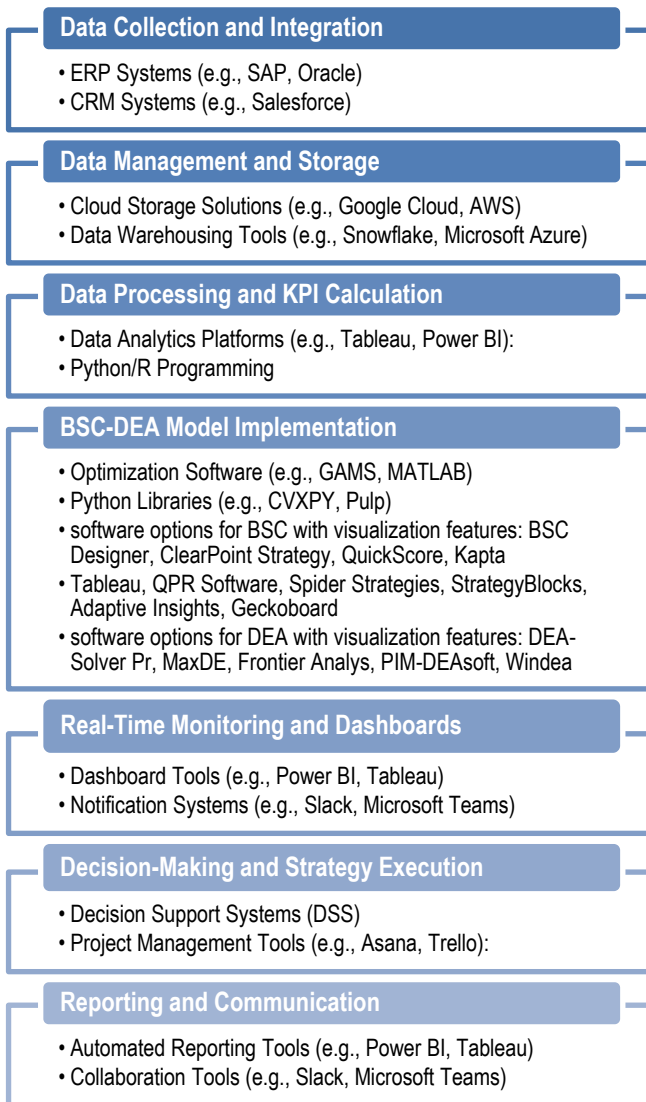 Data Collection and Integration
• ERP Systems (e.g., SAP, Oracle)
• CRM Systems (e.g., Salesforce)
Data Management and Storage
• Cloud Storage Solutions (e.g., Google Cloud, AWS)
• Data Warehousing Tools (e.g., Snowflake, Microsoft Azure)
Data Processing and KPI Calculation
• Data Analytics Platforms (e.g., Tableau, Power BI):
• Python/R Programming
BSC-DEA Model Implementation
• Optimization Software (e.g., GAMS, MATLAB)
• Python Libraries (e.g., CVXPY, Pulp)
• software options for BSC with visualization features: BSC
Designer, ClearPoint Strategy, QuickScore, Kapta
• Tableau, QPR Software, Spider Strategies, StrategyBlocks,
Adaptive Insights, Geckoboard
• software options for DEA with visualization features: DEA-
Solver Pr, MaxDE, Frontier Analys, PIM-DEAsoft, Windea
Real-Time Monitoring and Dashboards
• Dashboard Tools (e.g., Power BI, Tableau)
• Notification Systems (e.g., Slack, Microsoft Teams)
Decision-Making and Strategy Execution
• Decision Support Systems (DSS)
• Project Management Tools (e.g., Asana, Trello):
Reporting and Communication
• Automated Reporting Tools (e.g., Power BI, Tableau)
• Collaboration Tools (e.g., Slack, Microsoft Teams)